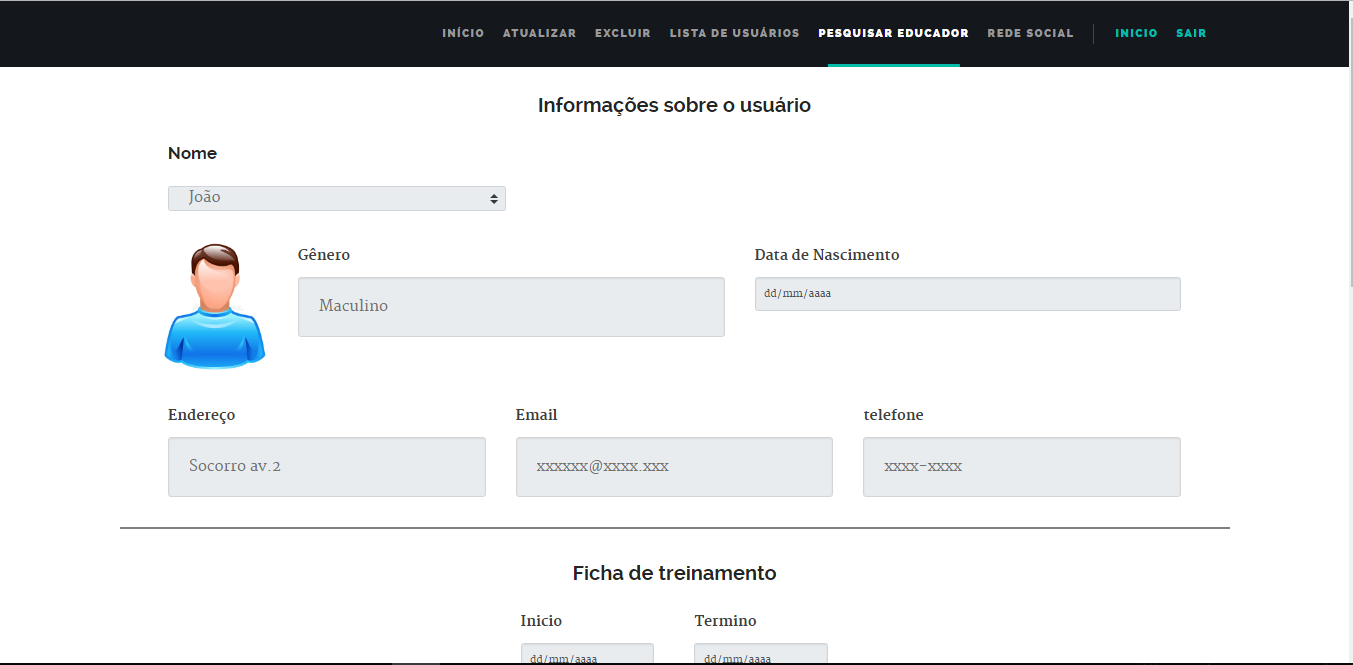 INÍCIO ATUALIZAR EXCLUIR LISTA DE USUÁRIOS PESQUISAR EDUCADOR REDE SOCIAL INICIO SAIR
Informações sobre o usuário
Nome
João
Gênero Data de Nascimento
Maculino dd/mm/aaaa
Endereço Email telefone
Socorro av.2 xxxxxx@xxxx.xxx xxxx-xxxx
Ficha de treinamento
Inicio Termino
dd/mm/aaaa dd/mm/aaaa